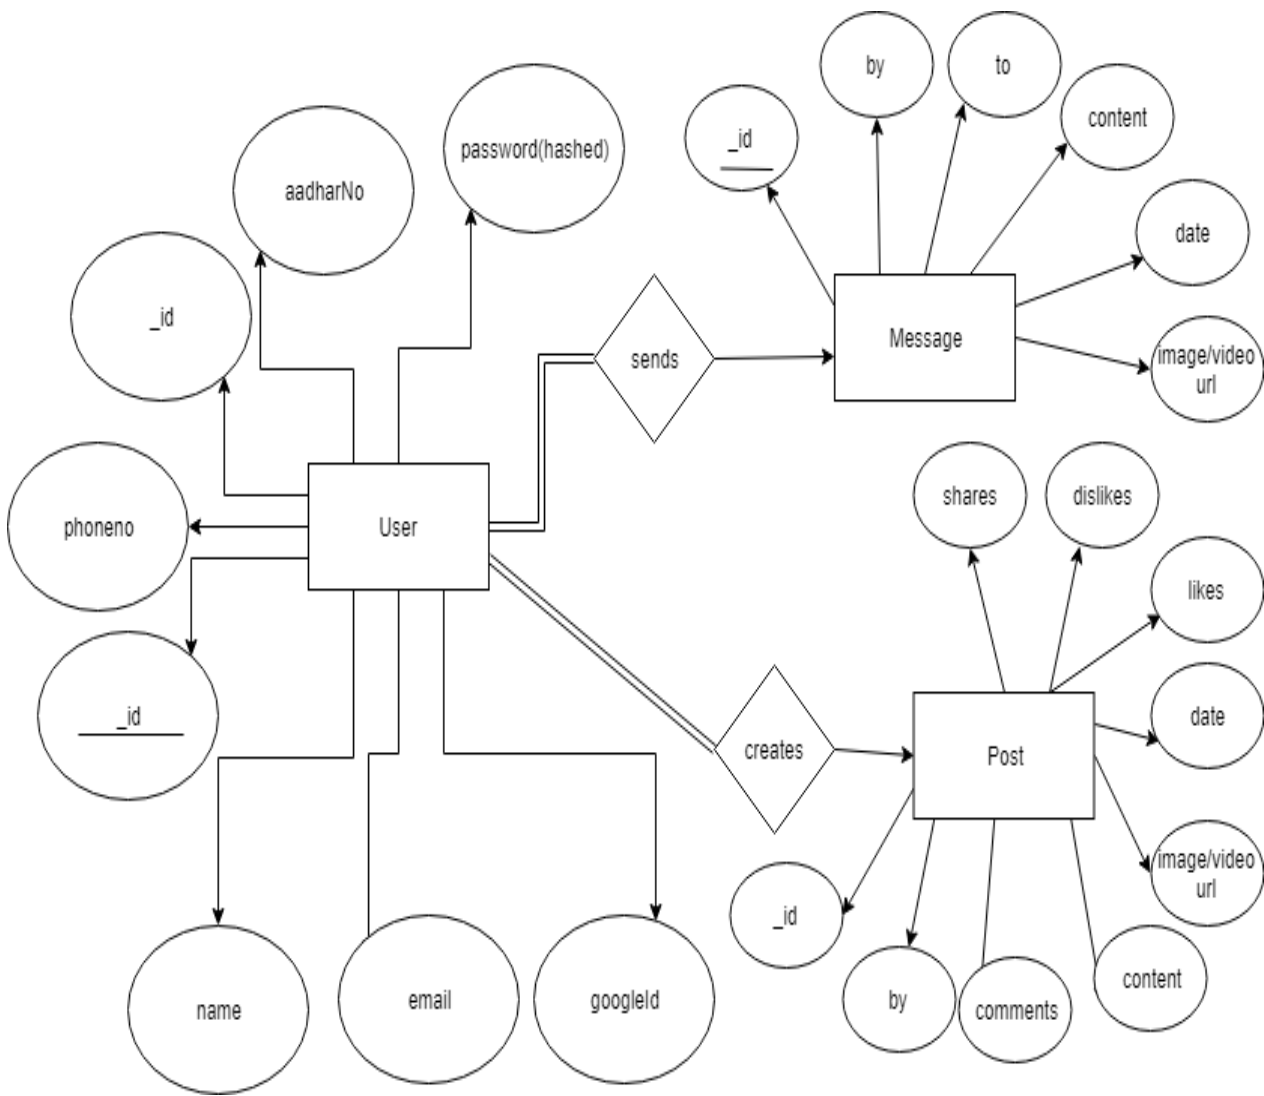 by
to
content
_id
password(hashed)
aadharNo
date
_id
Message
image/video
url
sends
shares
dislikes
phoneno
User
likes
_id
date
creates
Post
image/video
url
_id
content
by
comments
name
email
googleId